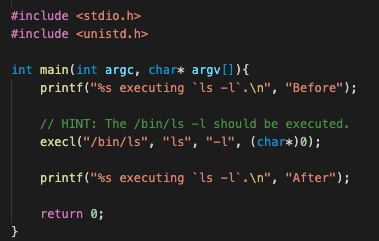 #include <stdio.h>
#include <unistd.h>
int main(int argc, char* argv[]){
printf("%s executing `ls -l`.\n", "Before");
// HINT: The /bin/ls -l should be executed.
execl("/bin/ls", "ls", "-l", (char*)0);
printf("%s executing `ls -l`.\n", "After");
return 0;
}